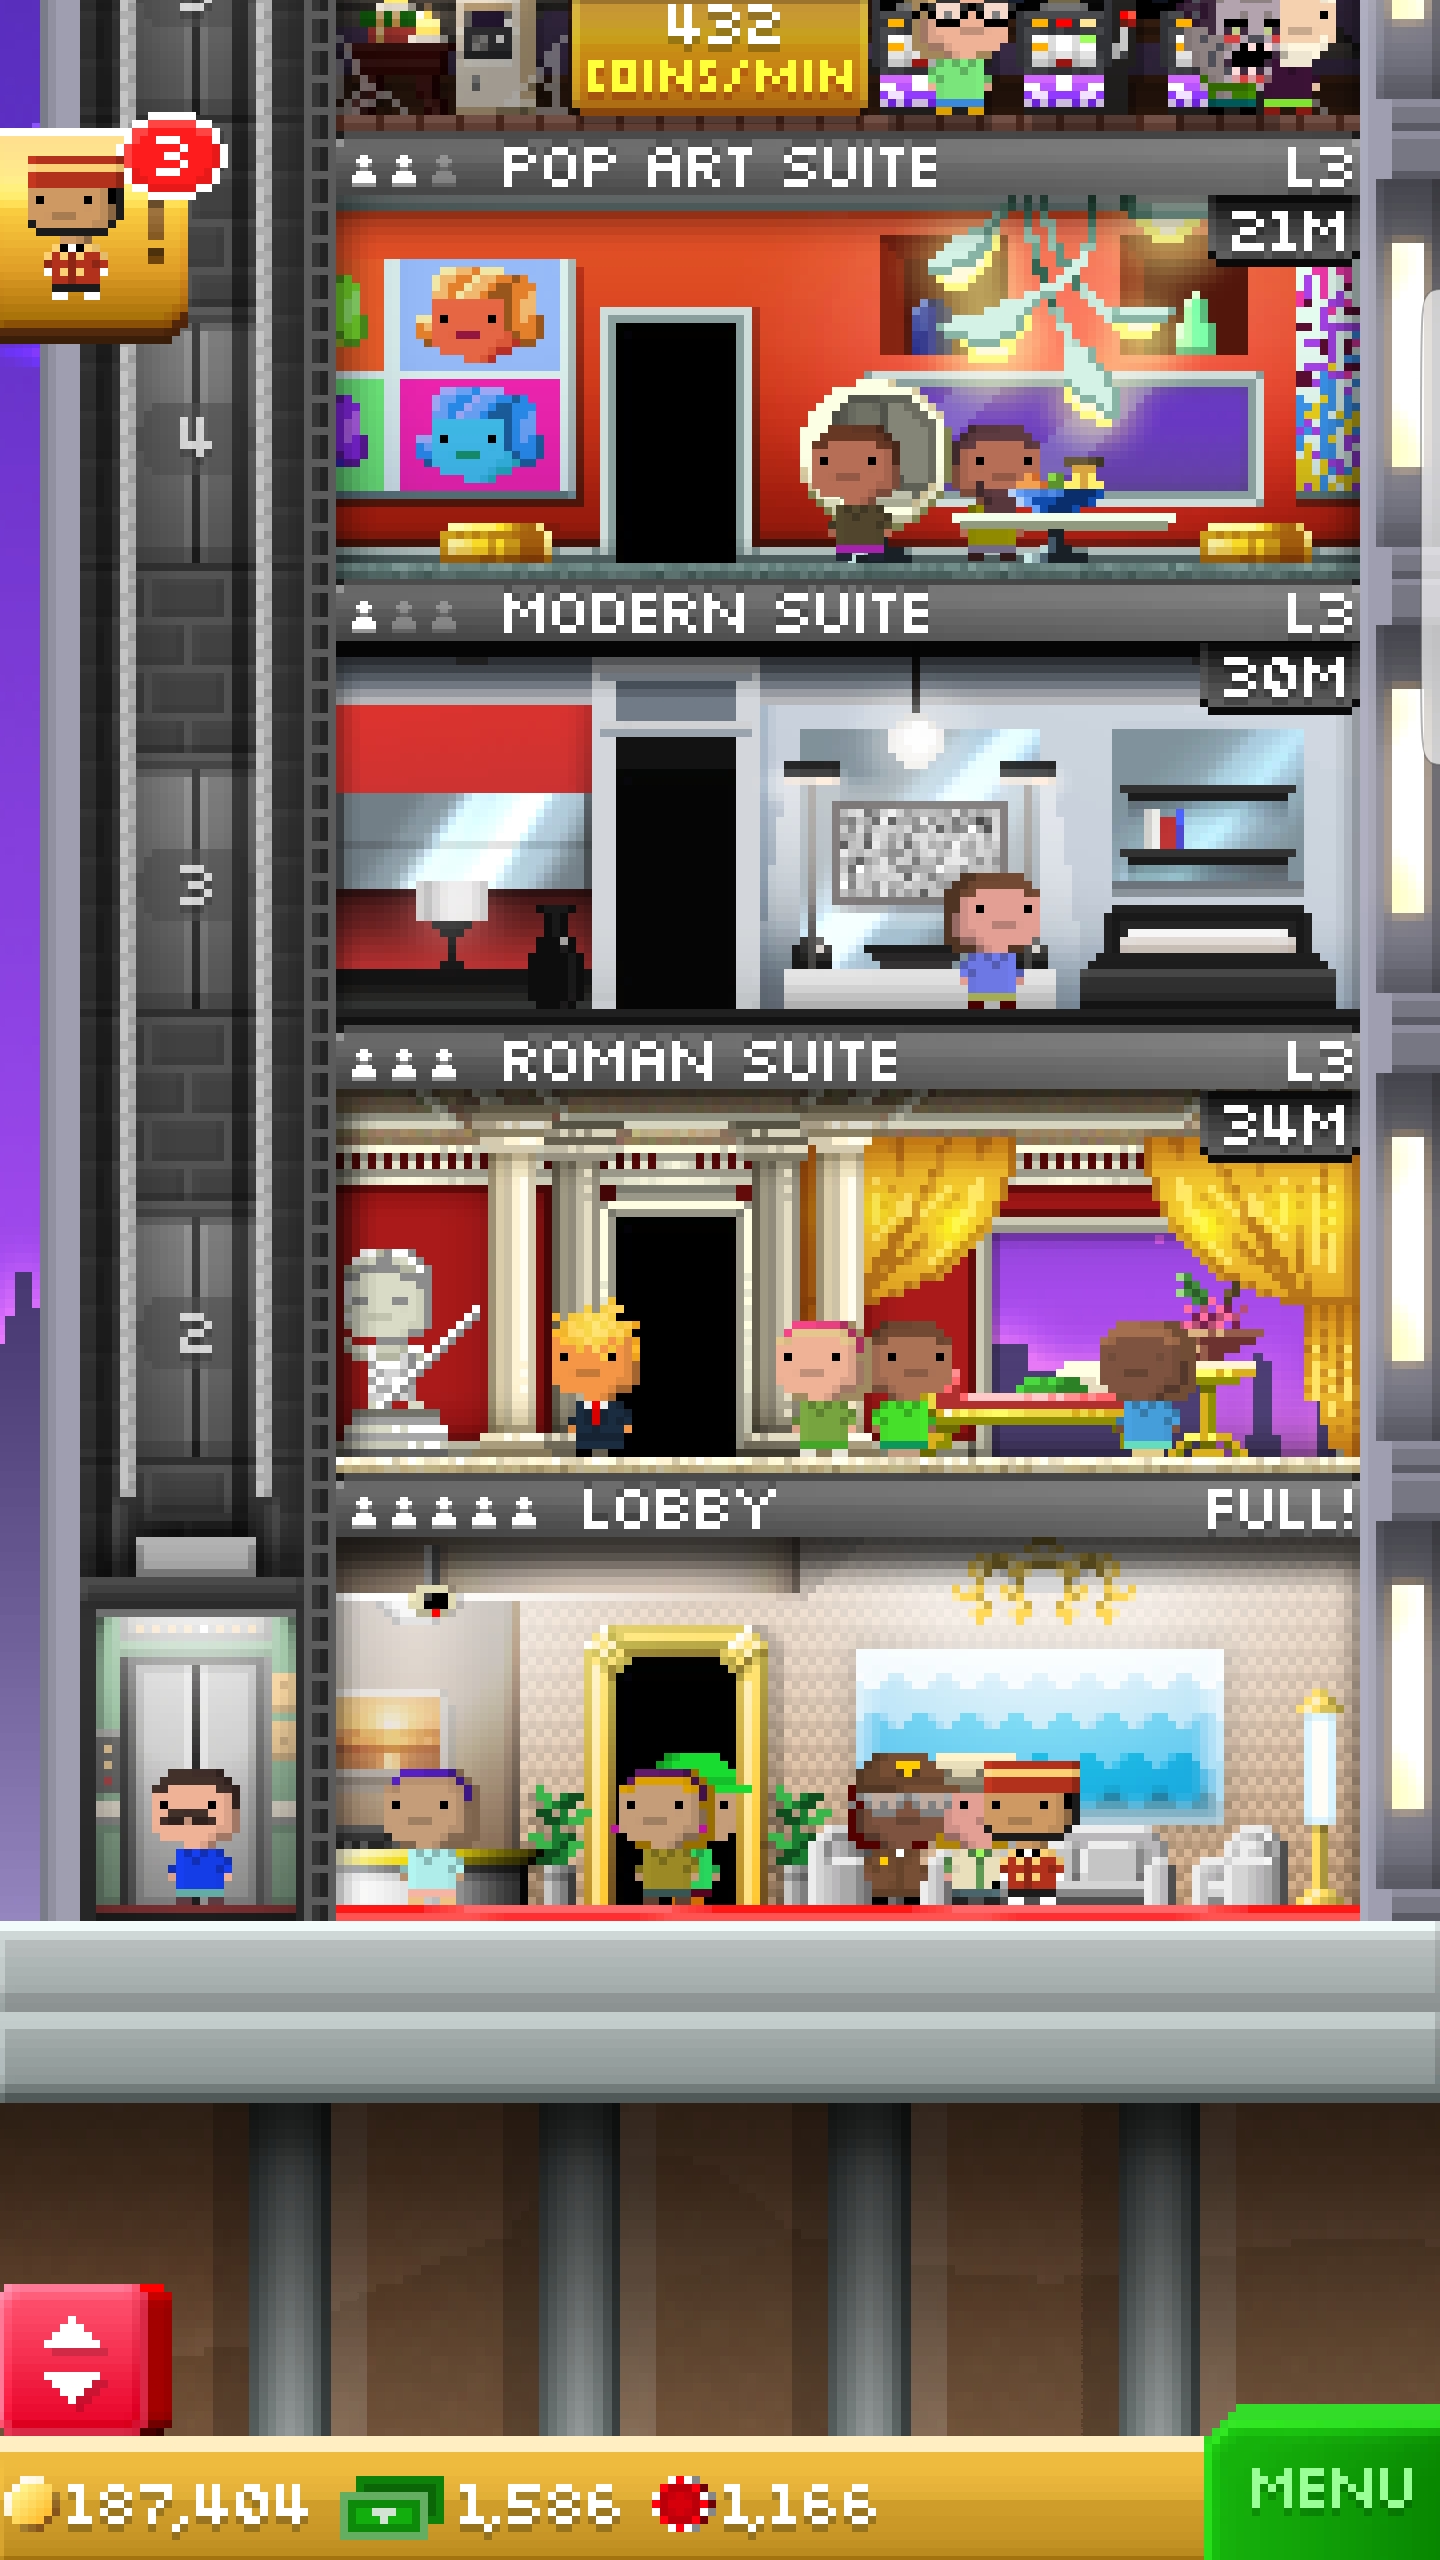 432
COINS/MIN
3
POP ART SUITE L3
21M
4
MODERN SUITE L3
30M
3
ROMAN SUITE L3
34M
2
LOBBY FULL!
187,404 1,586 1,166
MENU